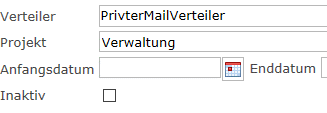 Verteiler PrivterMailVerteiler
Projekt Verwaltung
Anfangsdatum Enddatum
Inaktiv